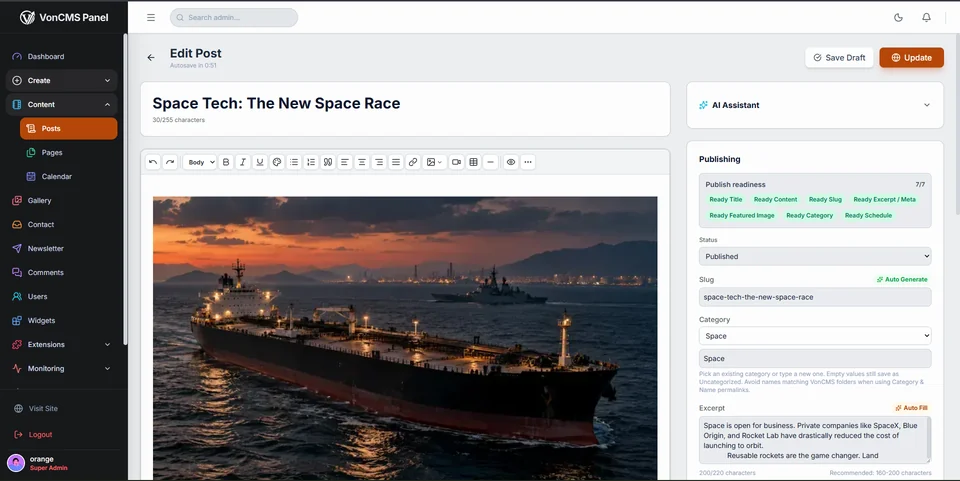 VonCMS Panel
Search admin...
Dashboard
Create
Content
Posts
Pages
Calendar
Gallery
Contact
Newsletter
Comments
Users
Widgets
Extensions
Monitoring
Visit Site
Logout
orange
Super Admin
Edit Post
Autosave in 0:51
Save Draft
Update
Space Tech: The New Space Race
30/255 characters
Body
B I U
AI Assistant
Publishing
Publish readiness 7/7
Ready Title Ready Content Ready Slug Ready Excerpt / Meta
Ready Featured Image Ready Category Ready Schedule
Status
Published
Slug Auto Generate
space-tech-the-new-space-race
Category
Space
Space
Pick an existing category or type a new one. Empty values still save as
Uncategorized. Avoid names matching VonCMS folders when using Category &
Name permalinks.
Excerpt Auto Fill
Space is open for business. Private companies like SpaceX, Blue
Origin, and Rocket Lab have drastically reduced the cost of
launching to orbit.
Reusable rockets are the game changer. Land
200/220 characters Recommended: 160-200 characters